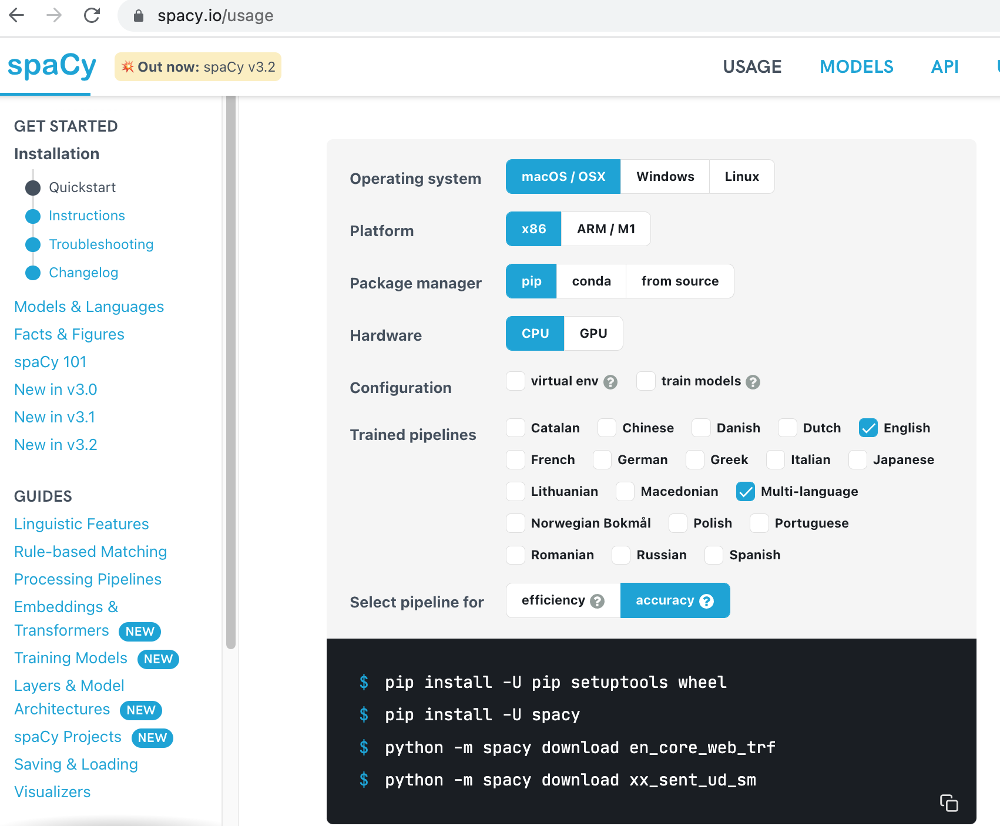 spacy.io/usage
spaCy
💥 Out now: spaCy v3.2
USAGE MODELS API
GET STARTED
Installation
Quickstart
Instructions
Troubleshooting
Changelog
Models & Languages
Facts & Figures
spaCy 101
New in v3.0
New in v3.1
New in v3.2
GUIDES
Linguistic Features
Rule-based Matching
Processing Pipelines
Embeddings &
Transformers NEW
Training Models NEW
Layers & Model
Architectures NEW
spaCy Projects NEW
Saving & Loading
Visualizers
Operating system macOS / OSX Windows Linux
Platform x86 ARM / M1
Package manager pip conda from source
Hardware CPU GPU
Configuration virtual env ? train models ?
Trained pipelines Catalan Chinese Danish Dutch English
French German Greek Italian Japanese
Lithuanian Macedonian Multi-language
Norwegian Bokmål Polish Portuguese
Romanian Russian Spanish
Select pipeline for efficiency ? accuracy ?
$ pip install -U pip setuptools wheel
$ pip install -U spacy
$ python -m spacy download en_core_web_trf
$ python -m spacy download xx_sent_ud_sm